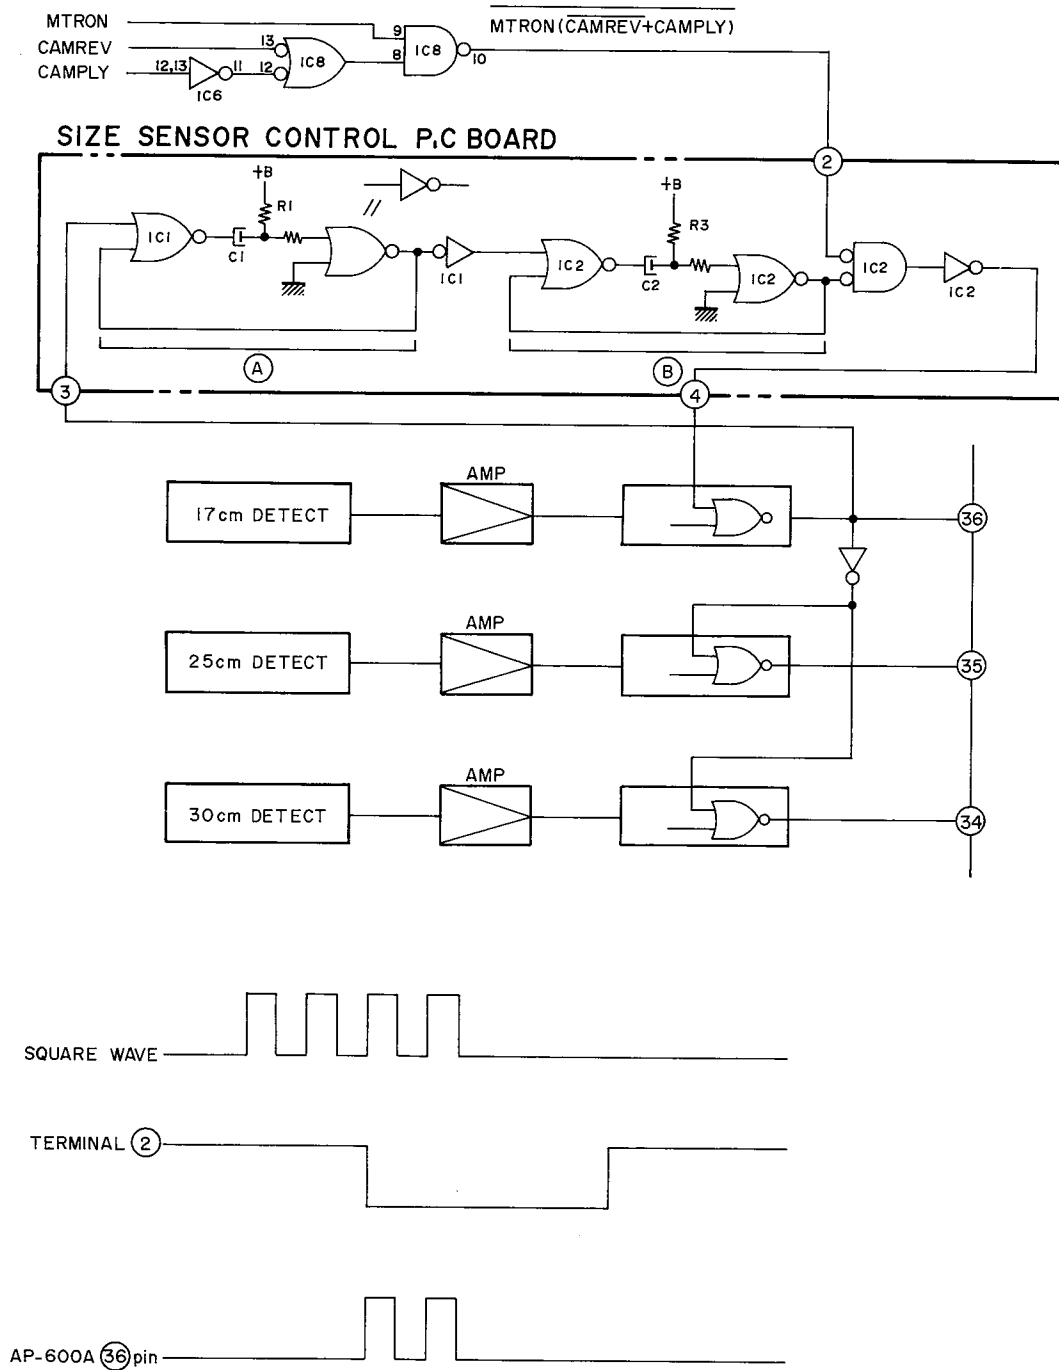 MTRON(CAMREV+CAMPLY)
MTRON
CAMREV
CAMPLY
9
8
IC8
10
13
12
IC8
12,13
11
IC6
SIZE SENSOR CONTROL P.C BOARD
2
+B
R1
IC1
C1
IC1
+B
R3
IC2
C2
IC2
IC2
IC2
A
B
3
4
17cm DETECT
AMP
36
25cm DETECT
AMP
35
30cm DETECT
AMP
34
SQUARE WAVE
TERMINAL 2
AP-600A 36 pin